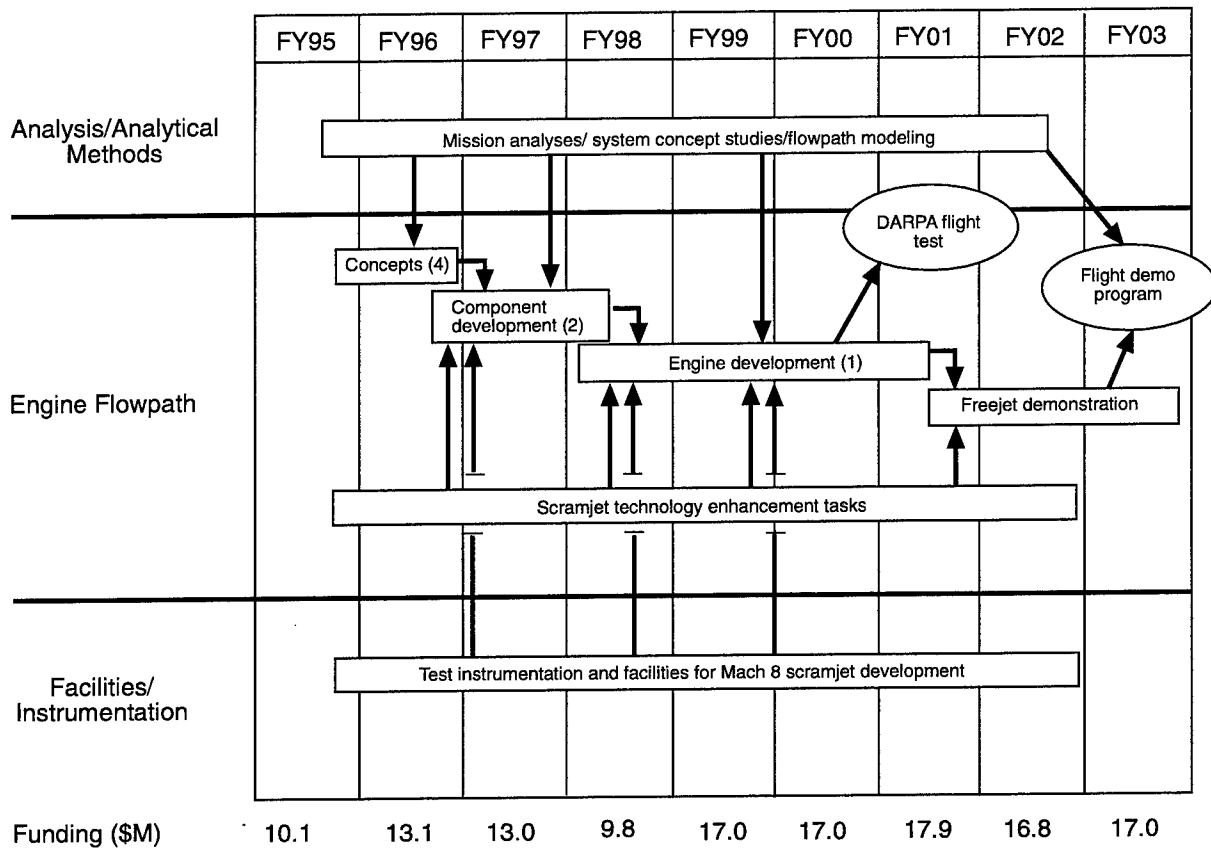 FY95 FY96 FY97 FY98 FY99 FY00 FY01 FY02 FY03
Analysis/Analytical
Methods
Mission analyses/ system concept studies/flowpath modeling
DARPA flight
test
Concepts (4)
Flight demo
program
Component
development (2)
Engine development (1)
Engine Flowpath
Freejet demonstration
Scramjet technology enhancement tasks
Test instrumentation and facilities for Mach 8 scramjet development
Facilities/
Instrumentation
Funding ($M) 10.1 13.1 13.0 9.8 17.0 17.0 17.9 16.8 17.0